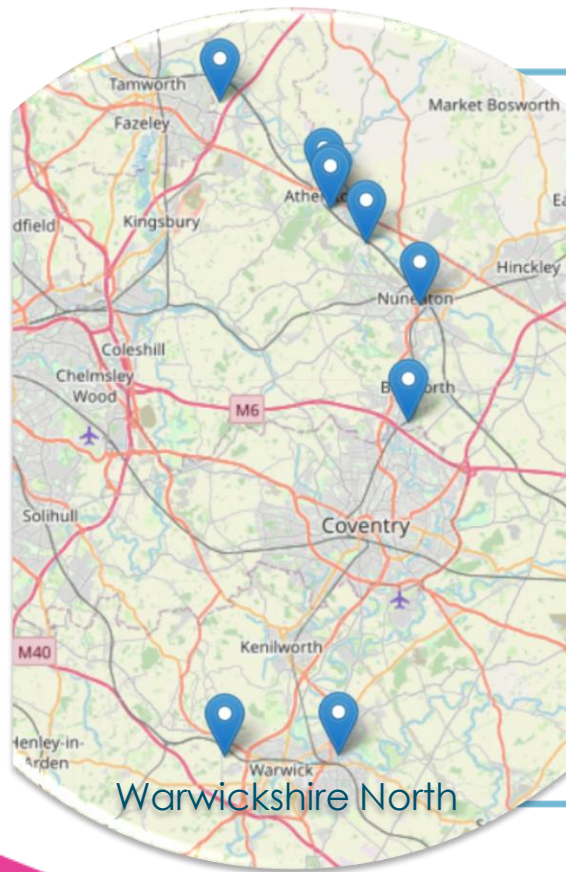 Tamworth
Market Bosworth
Fazeley
Kingsbury
dfield
Hinckley
Coleshill
Chelmsley
Wood
M6
Solihull
Coventry
Kenilworth
M40
Henley-in-
Arden
Warwick
Warwickshire North